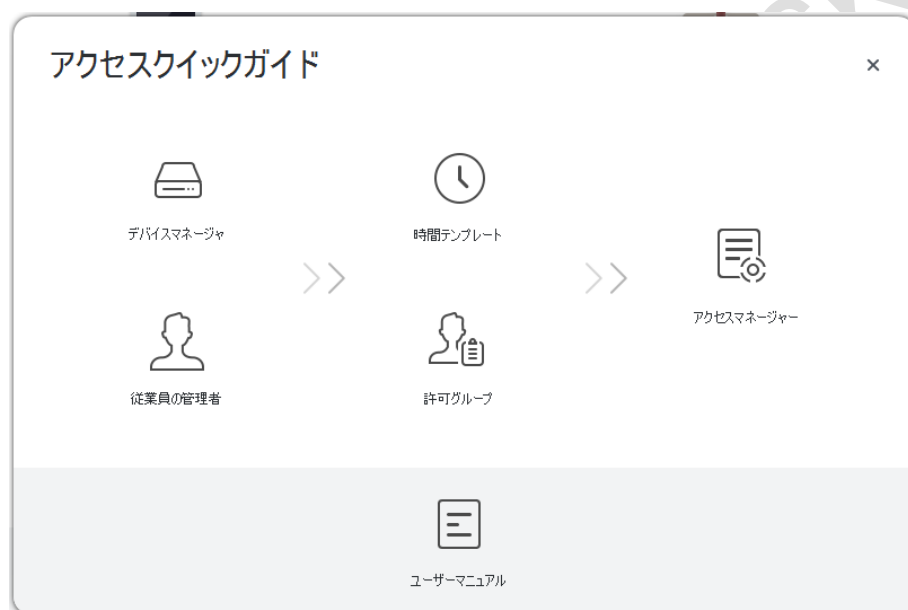 アクセスクイックガイド
×
デバイスマネージャ
時間テンプレート
アクセスマネージャー
従業員の管理者
許可グループ
ユーザーマニュアル